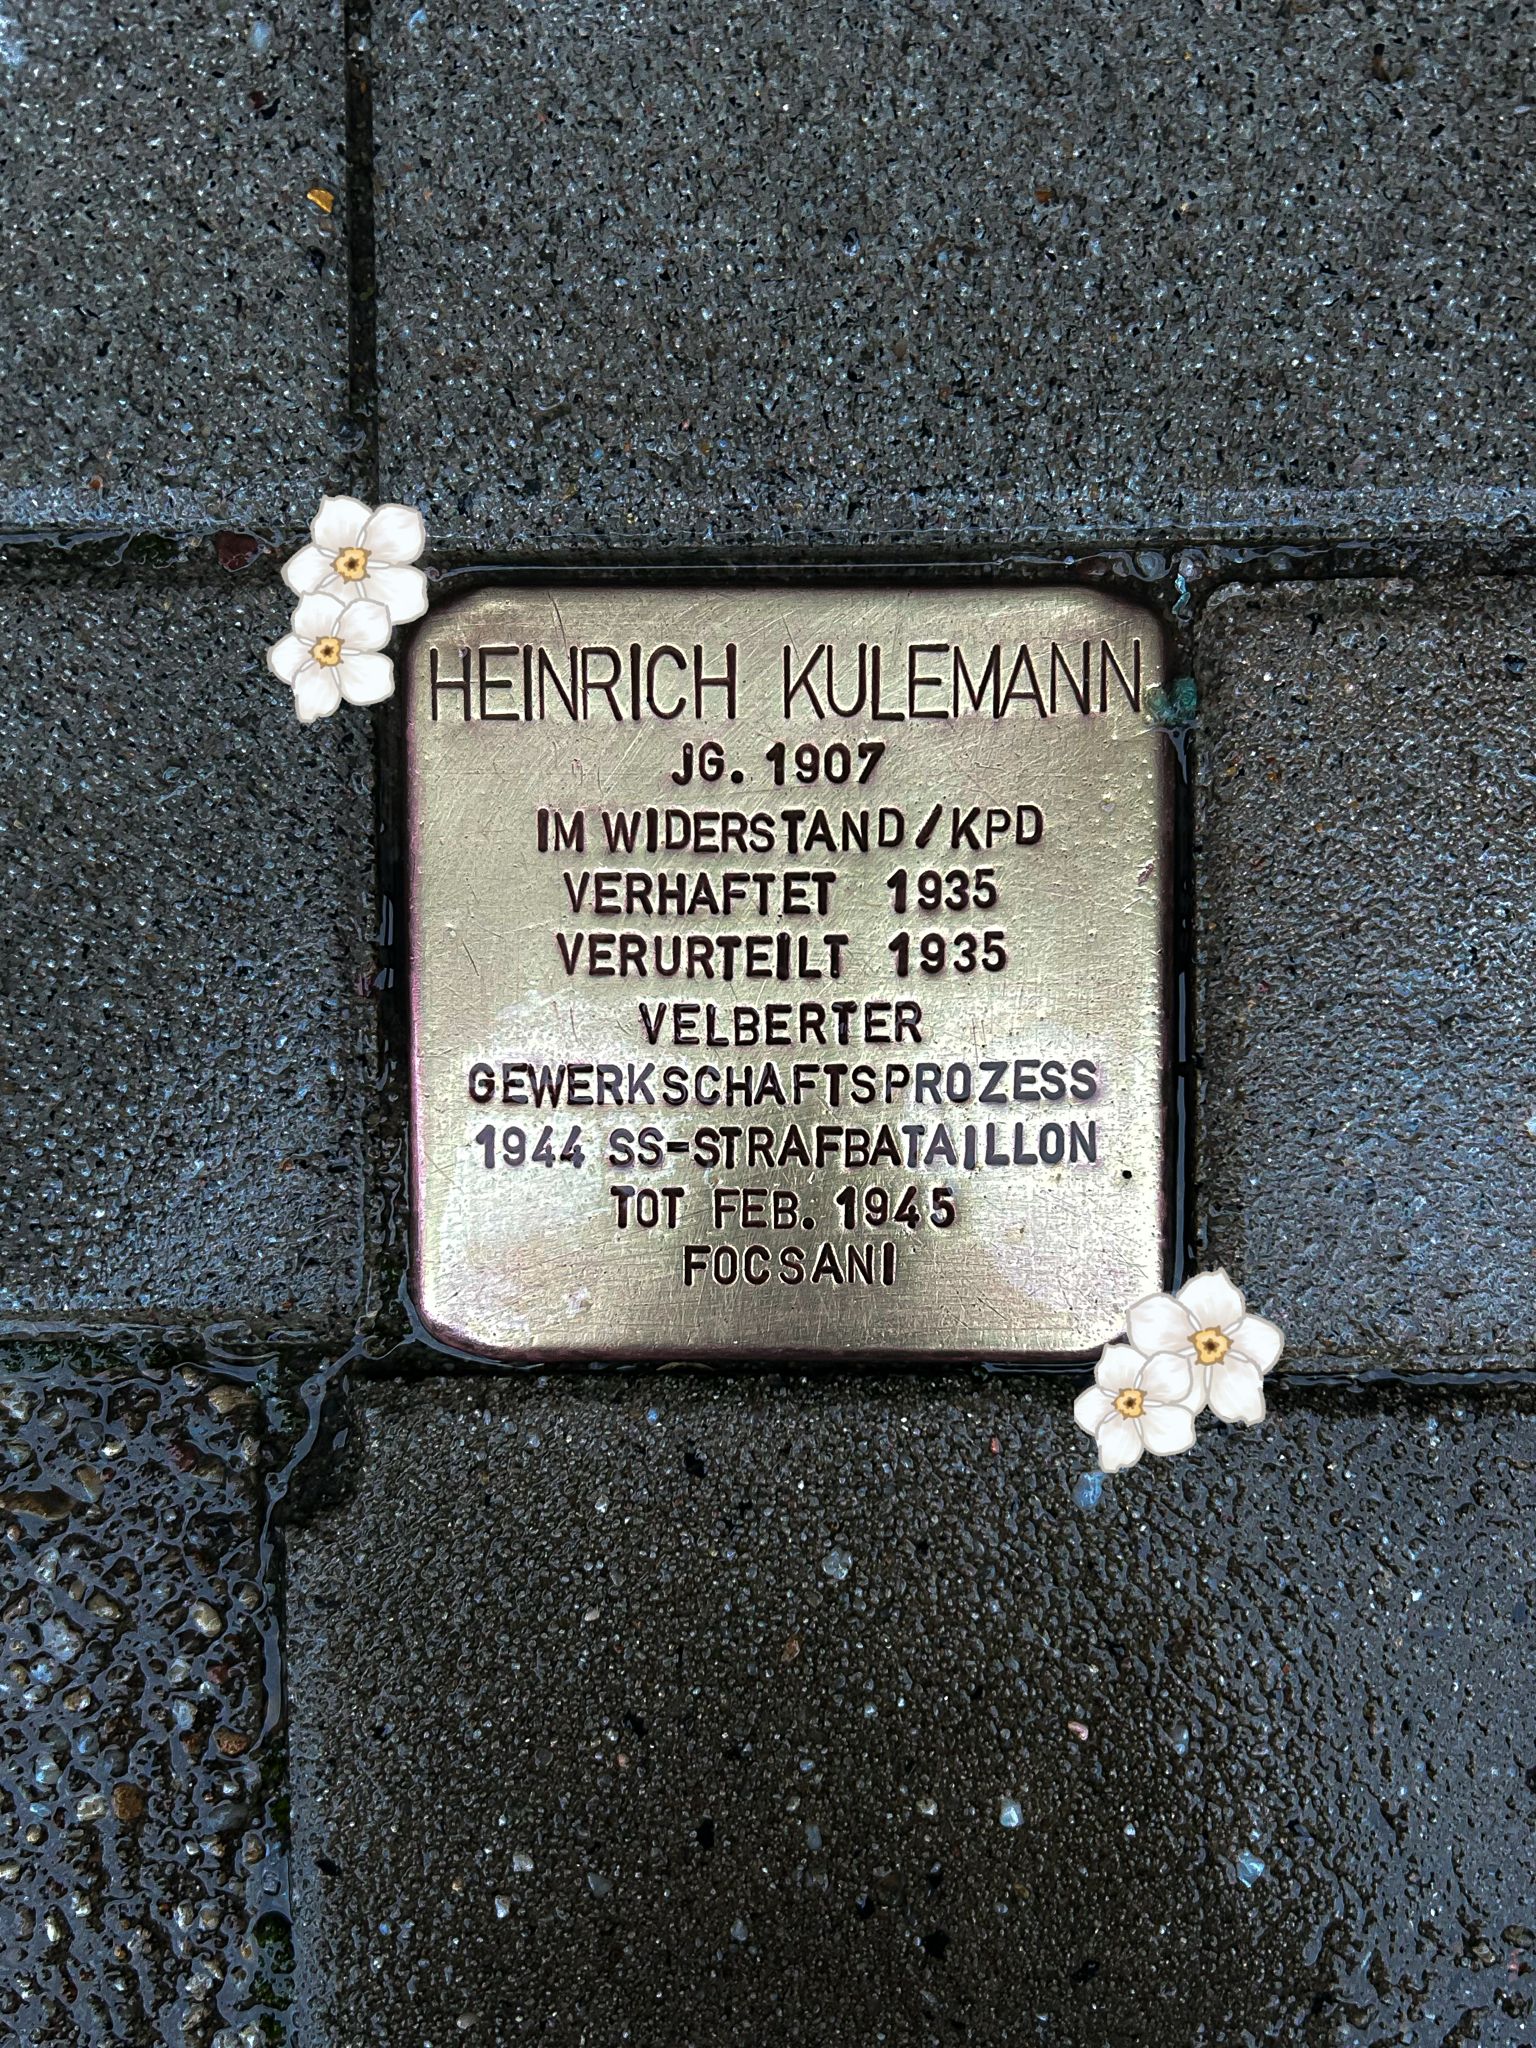 HEINRICH KULEMANN
JG. 1907
IM WIDERSTAND/KPD
VERHAFTET 1935
VERURTEILT 1935
VELBERTER
GEWERKSCHAFTSPROZESS
1944 SS-STRAFBATAILLON
TOT FEB. 1945
FOCSANI